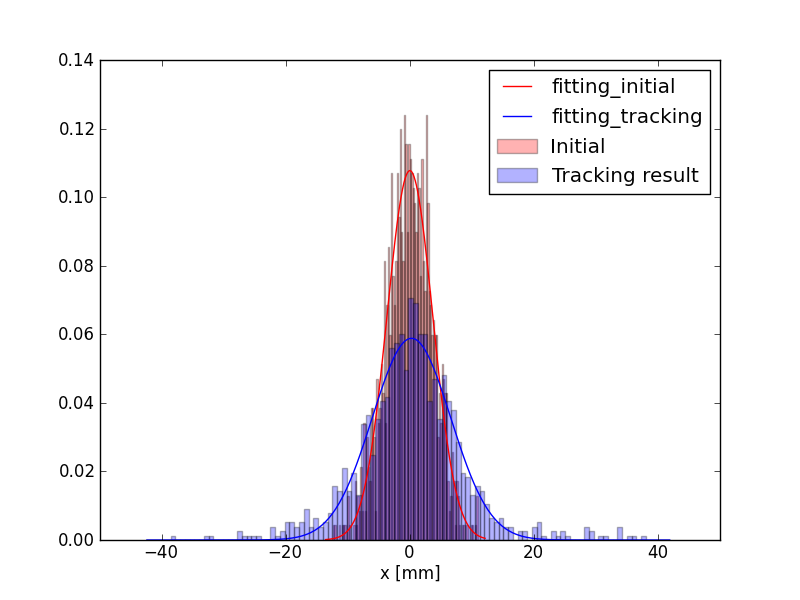 0.14
0.12
0.10
0.08
0.06
0.04
0.02
0.00
−40
−20
0
20
40
x [mm]
fitting_initial
fitting_tracking
Initial
Tracking result